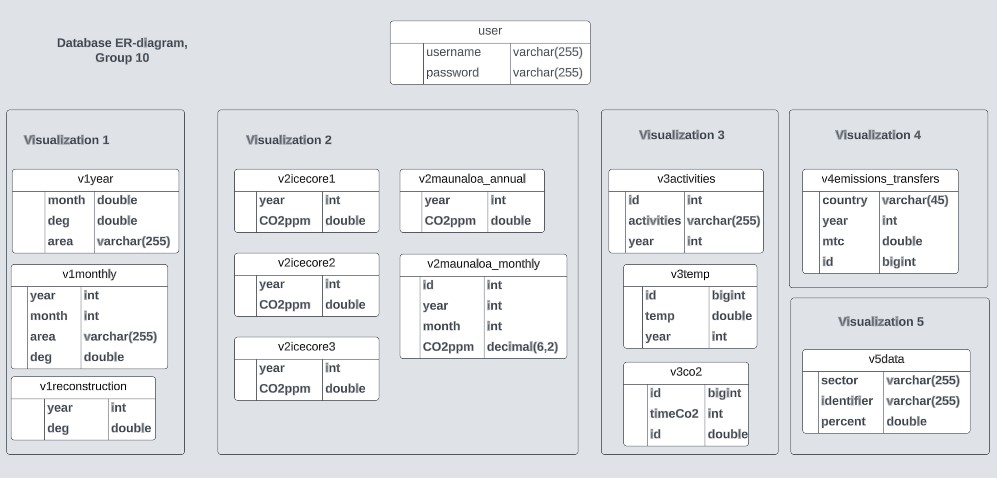 Database ER-diagram,
Group 10
user
username varchar(255)
password varchar(255)
Visualization 1
v1year
month double
deg double
area varchar(255)
v1monthly
year int
month int
area varchar(255)
deg double
v1reconstruction
year int
deg double
Visualization 2
v2icecore1
year int
CO2ppm double
v2icecore2
year int
CO2ppm double
v2icecore3
year int
CO2ppm double
v2maunaloa_annual
year int
CO2ppm double
v2maunaloa_monthly
id int
year int
month int
CO2ppm decimal(6,2)
Visualization 3
v3activities
id int
activities varchar(255)
year int
v3temp
id bigint
temp double
year int
v3co2
id bigint
timeCo2 int
id double
Visualization 4
v4emissions_transfers
country varchar(45)
year int
mtc double
id bigint
Visualization 5
v5data
sector varchar(255)
identifier varchar(255)
percent double